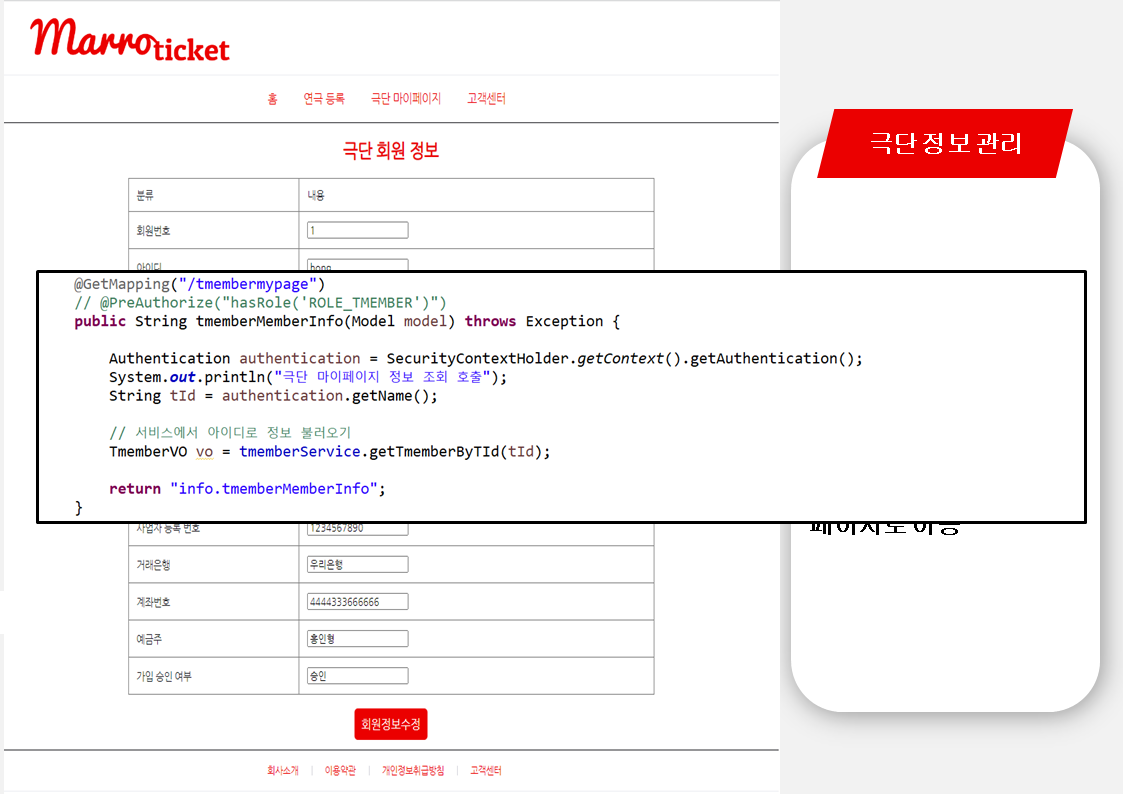 Marro ticket
홈 연극 등록 극단 마이페이지 고객센터
극단 회원 정보
분류 내용
회원번호 1
아이디 hong
@GetMapping("/tmembermypage")
// @PreAuthorize("hasRole('ROLE_TMEMBER')")
public String tmemberMemberInfo(Model model) throws Exception {
Authentication authentication = SecurityContextHolder.getContext().getAuthentication();
System.out.println("극단 마이페이지 정보 조회 호출");
String tId = authentication.getName();
// 서비스에서 아이디로 정보 불러오기
TmemberVO vo = tmemberService.getTmemberByTId(tId);
return "info.tmemberMemberInfo";
}
사업자 등록 번호 1234567890
거래은행 우리은행
계좌번호 4444333666666
예금주 홍인형
가입 승인 여부 승인
회원정보수정
회사소개 | 이용약관 | 개인정보취급방침 | 고객센터
극단 정보 관리
페이지로 이동